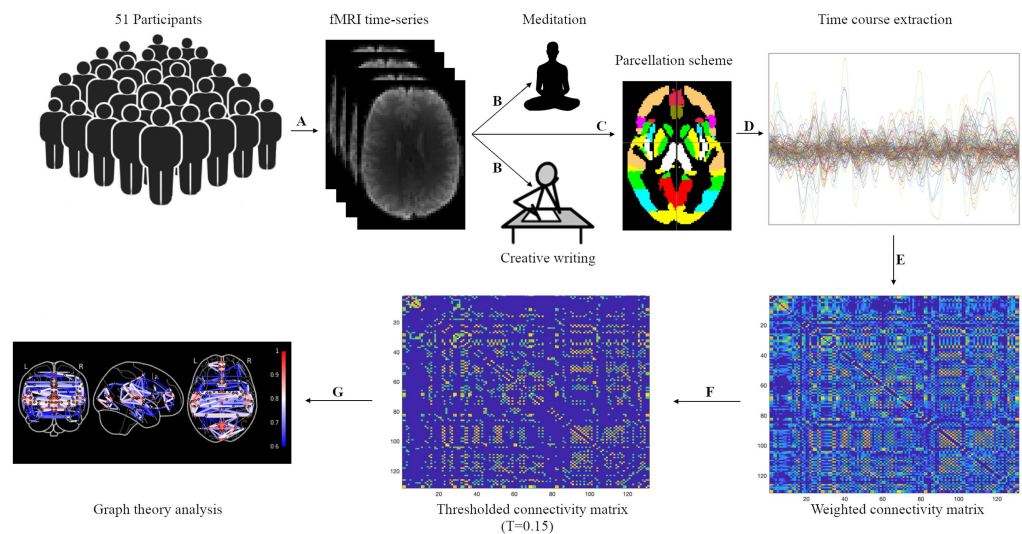 51 Participants
fMRI time-series
Meditation
Time course extraction
Parcellation scheme
A
B
B
C
D
Creative writing
E
L
R
L
R
1
0.9
0.8
0.7
0.6
G
20
40
60
80
100
120
20 40 60 80 100 120
F
20
40
60
80
100
120
20 40 60 80 100 120
Graph theory analysis
Thresholded connectivity matrix
(T=0.15)
Weighted connectivity matrix